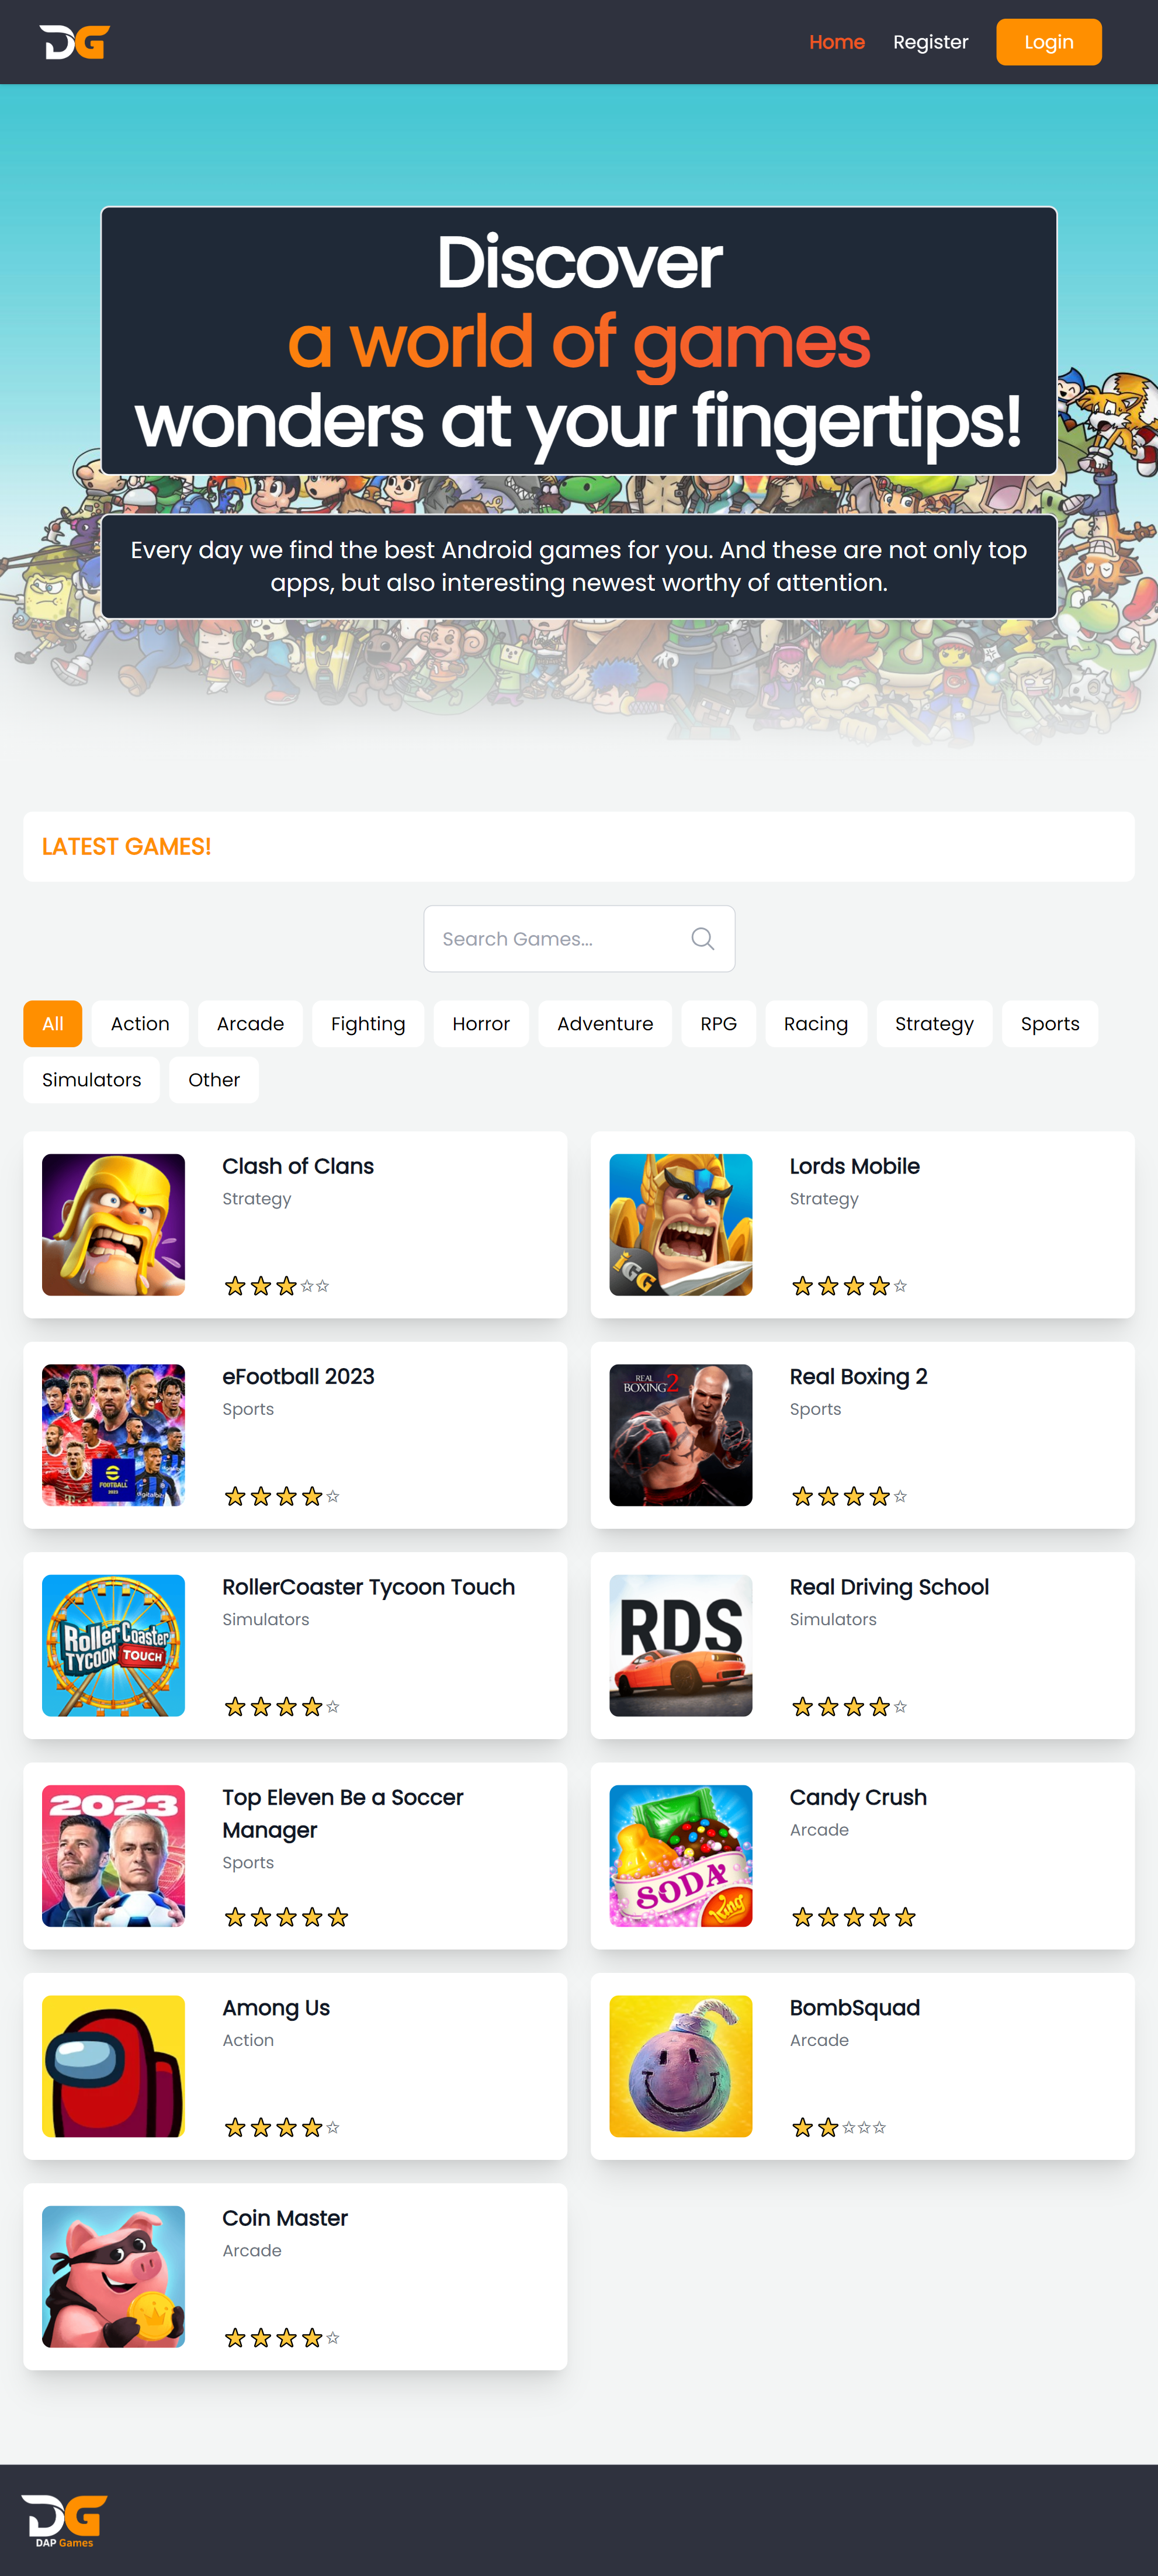 DG
Home
Register
Login
Discover
a world of games
wonders at your fingertips!
Every day we find the best Android games for you. And these are not only top
apps, but also interesting newest worthy of attention.
LATEST GAMES!
Search Games...
All
Action
Arcade
Fighting
Horror
Adventure
RPG
Racing
Strategy
Sports
Simulators
Other
Clash of Clans
Strategy
IGG
Lords Mobile
Strategy
FOOTBALL
2023
digitalbits
eFootball 2023
Sports
REAL
BOXING 2
Real Boxing 2
Sports
RollerCoaster
TYCOON
TOUCH
RollerCoaster Tycoon Touch
Simulators
RDS
Real Driving School
Simulators
2023
Top Eleven Be a Soccer
Manager
Sports
SODA
King
Candy Crush
Arcade
Among Us
Action
BombSquad
Arcade
Coin Master
Arcade
DG
DAP Games